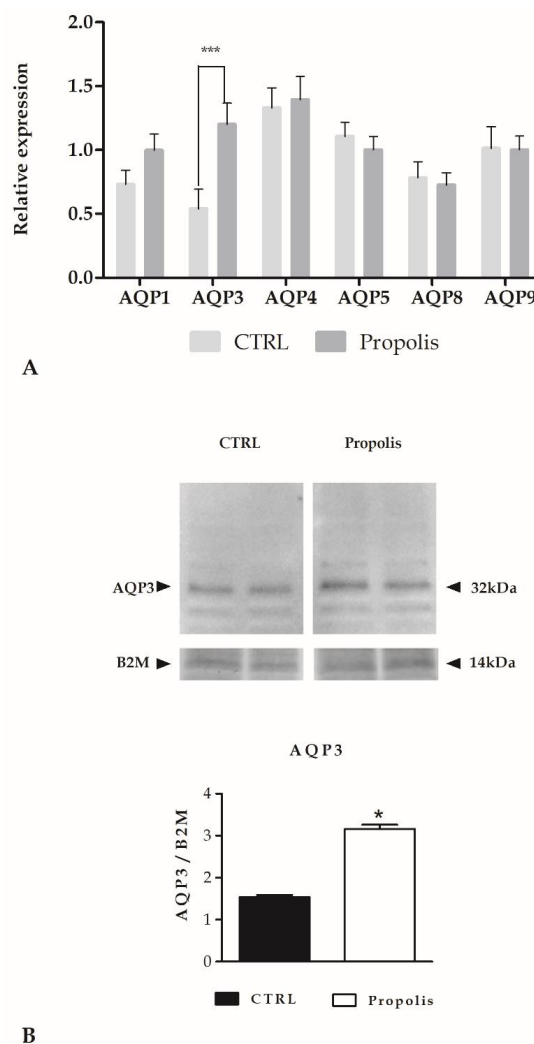 2.0
***
1.5
Relative expression
1.0
0.5
0.0
AQP1 AQP3 AQP4 AQP5 AQP8 AQP9
CTRL Propolis
A
CTRL Propolis
AQP3 32kDa
B2M 14kDa
AQP3
4
*
3
AQP3 / B2M
2
1
0
CTRL Propolis
B